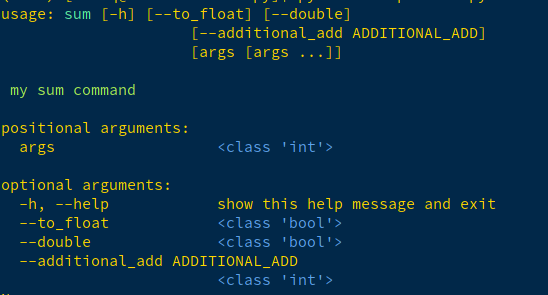 usage: sum [-h] [--to_float] [--double]
[--additional_add ADDITIONAL_ADD]
[args [args ...]]
my sum command
positional arguments:
args <class 'int'>
optional arguments:
-h, --help show this help message and exit
--to_float <class 'bool'>
--double <class 'bool'>
--additional_add ADDITIONAL_ADD
<class 'int'>